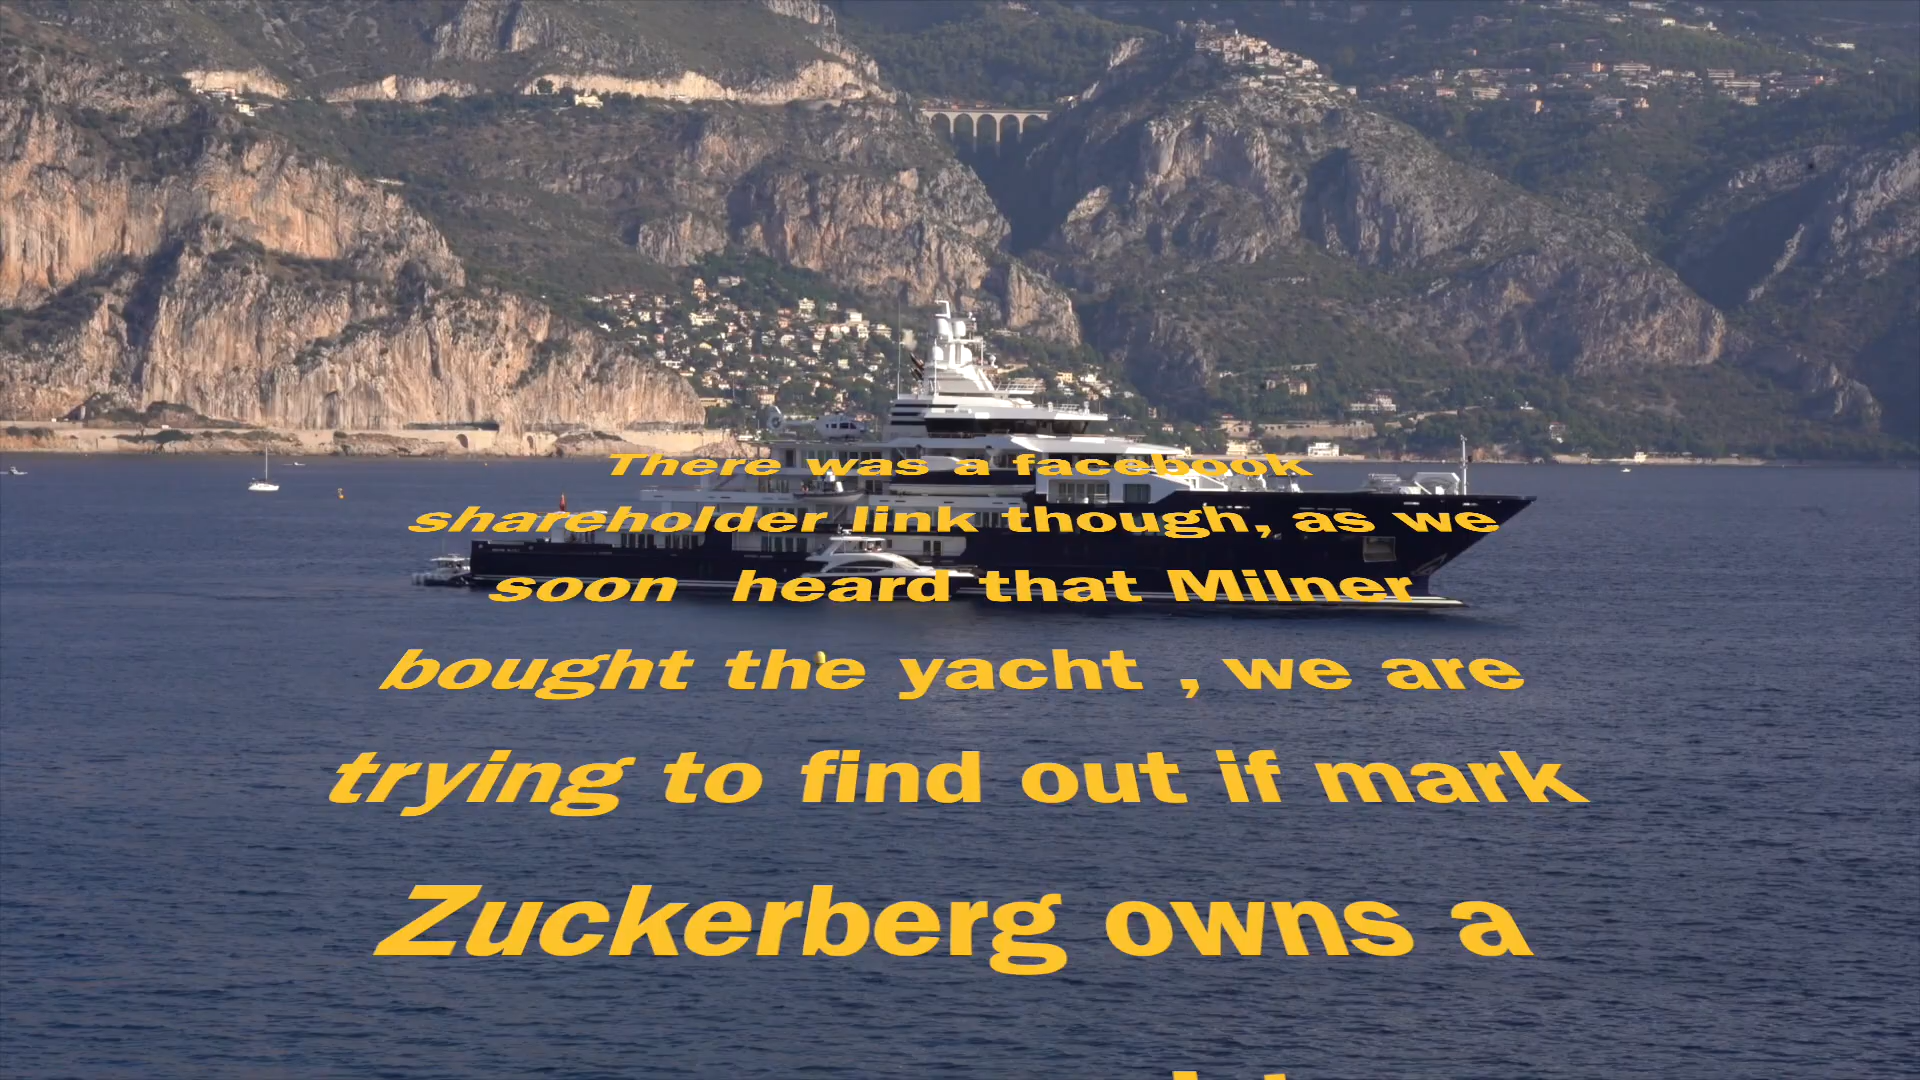 There was a facebook
shareholder link though, as we
soon heard that Milner
bought the yacht , we are
trying to find out if mark
Zuckerberg owns a